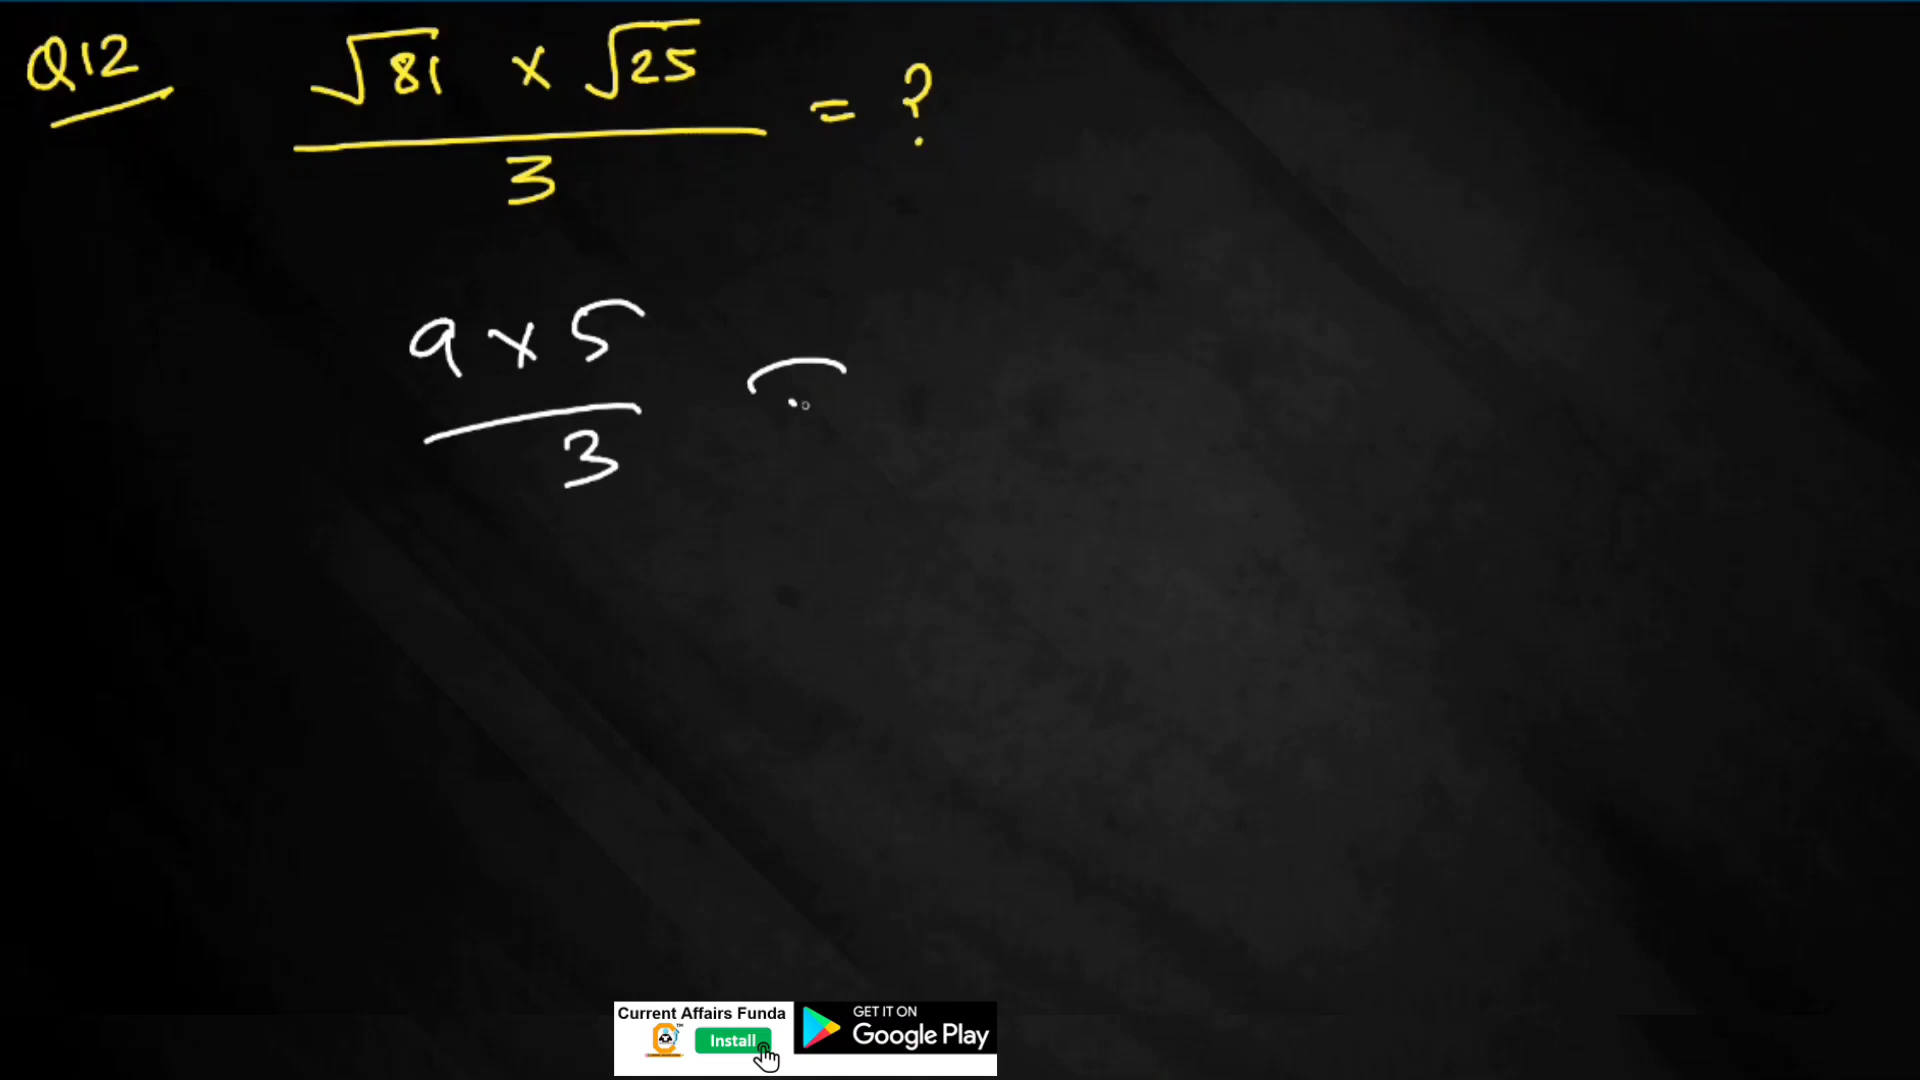 Q12 √81 × √25 = ?
3
9 × 5
3
Current Affairs Funda
Install
GET IT ON
Google Play